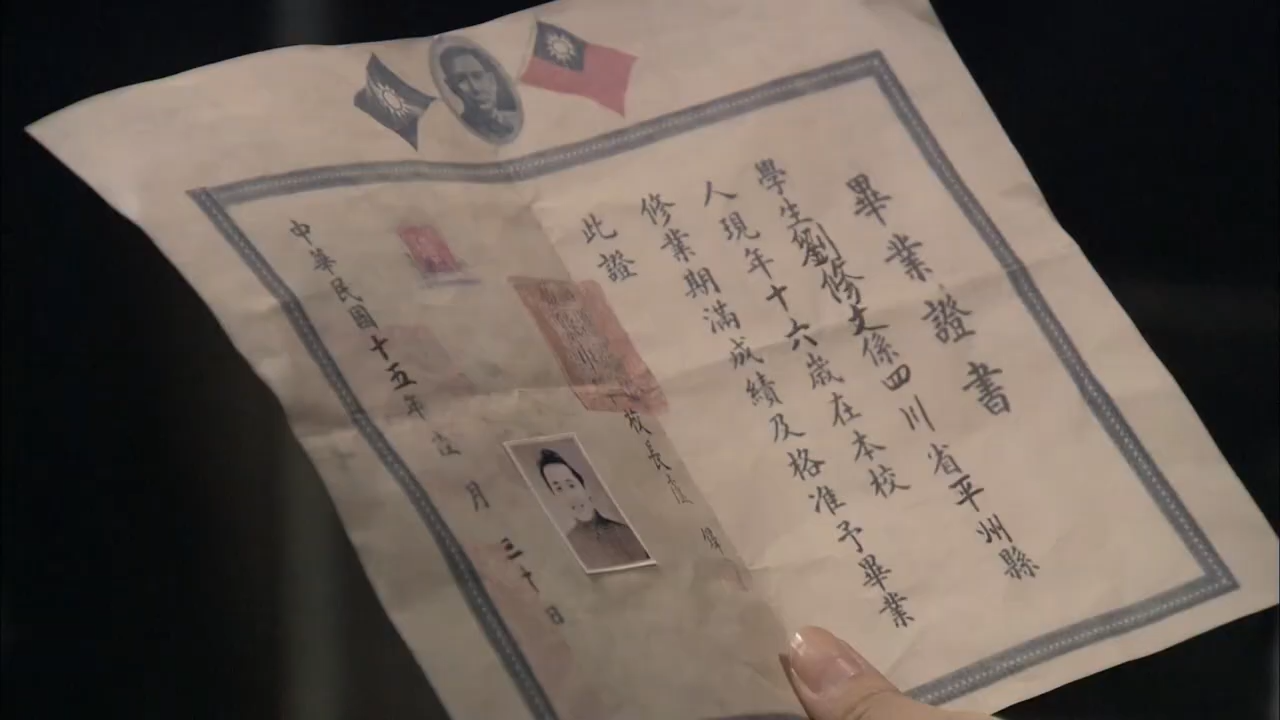 畢業證書
學生劉修文係四川省平州縣
人現年十六歲在本校
修業期滿成績及格准予畢業
此證
校長
中華民國十五年
月三十日